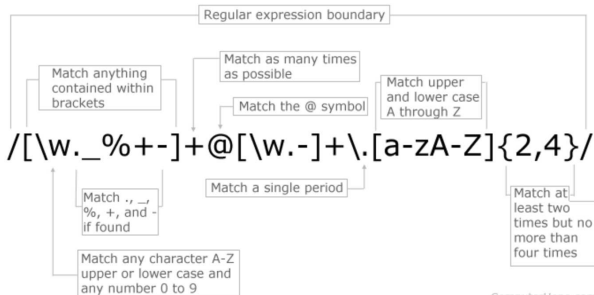 Regular expression boundary
Match as many times
as possible
Match anything
contained within
brackets
Match upper
and lower case
A through Z
Match the @ symbol
/[\w._%+-]+@[\w.-]+\.[a-zA-Z]{2,4}/
Match a single period
Match ., _,
%, +, and -
if found
Match at
least two
times but no
more than
four times
Match any character A-Z
upper or lower case and
any number 0 to 9